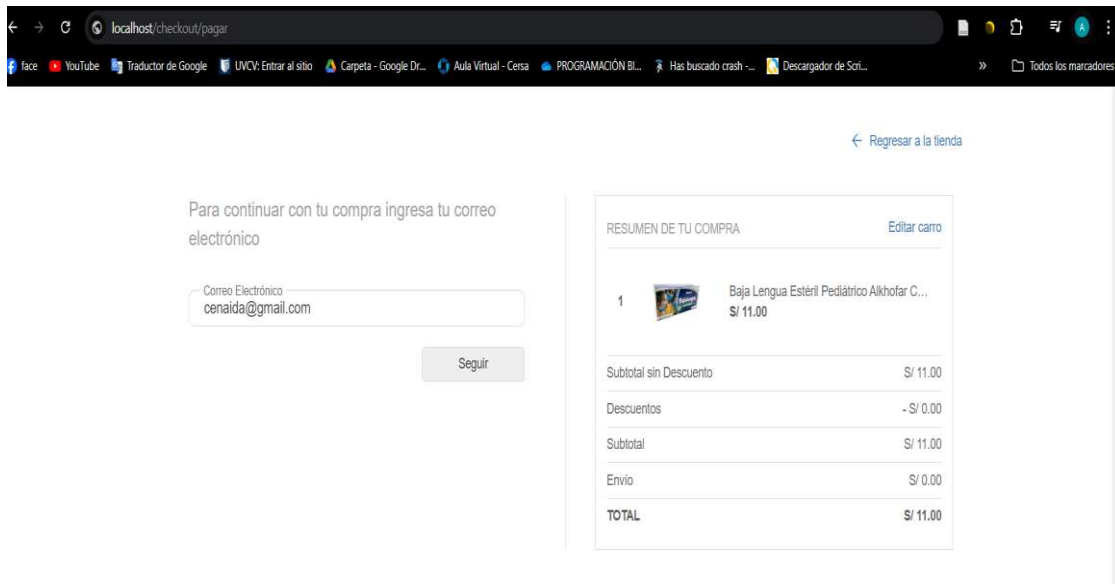 localhost/checkout/pagar
A
face YouTube Traductor de Google UVCV: Entrar al sitio Carpeta - Google Dr... Aula Virtual - Cersa PROGRAMACIÓN BI... Has buscado crash -... Descargador de Scri... » Todos los marcadores
← Regresar a la tienda
Para continuar con tu compra ingresa tu correo
electrónico
Correo Electrónico
cenaida@gmail.com
Seguir
RESUMEN DE TU COMPRA Editar carro
1 Baja Lengua Estéril Pediátrico Alkhofar C...
S/ 11.00
Subtotal sin Descuento S/ 11.00
Descuentos - S/ 0.00
Subtotal S/ 11.00
Envío S/ 0.00
TOTAL S/ 11.00